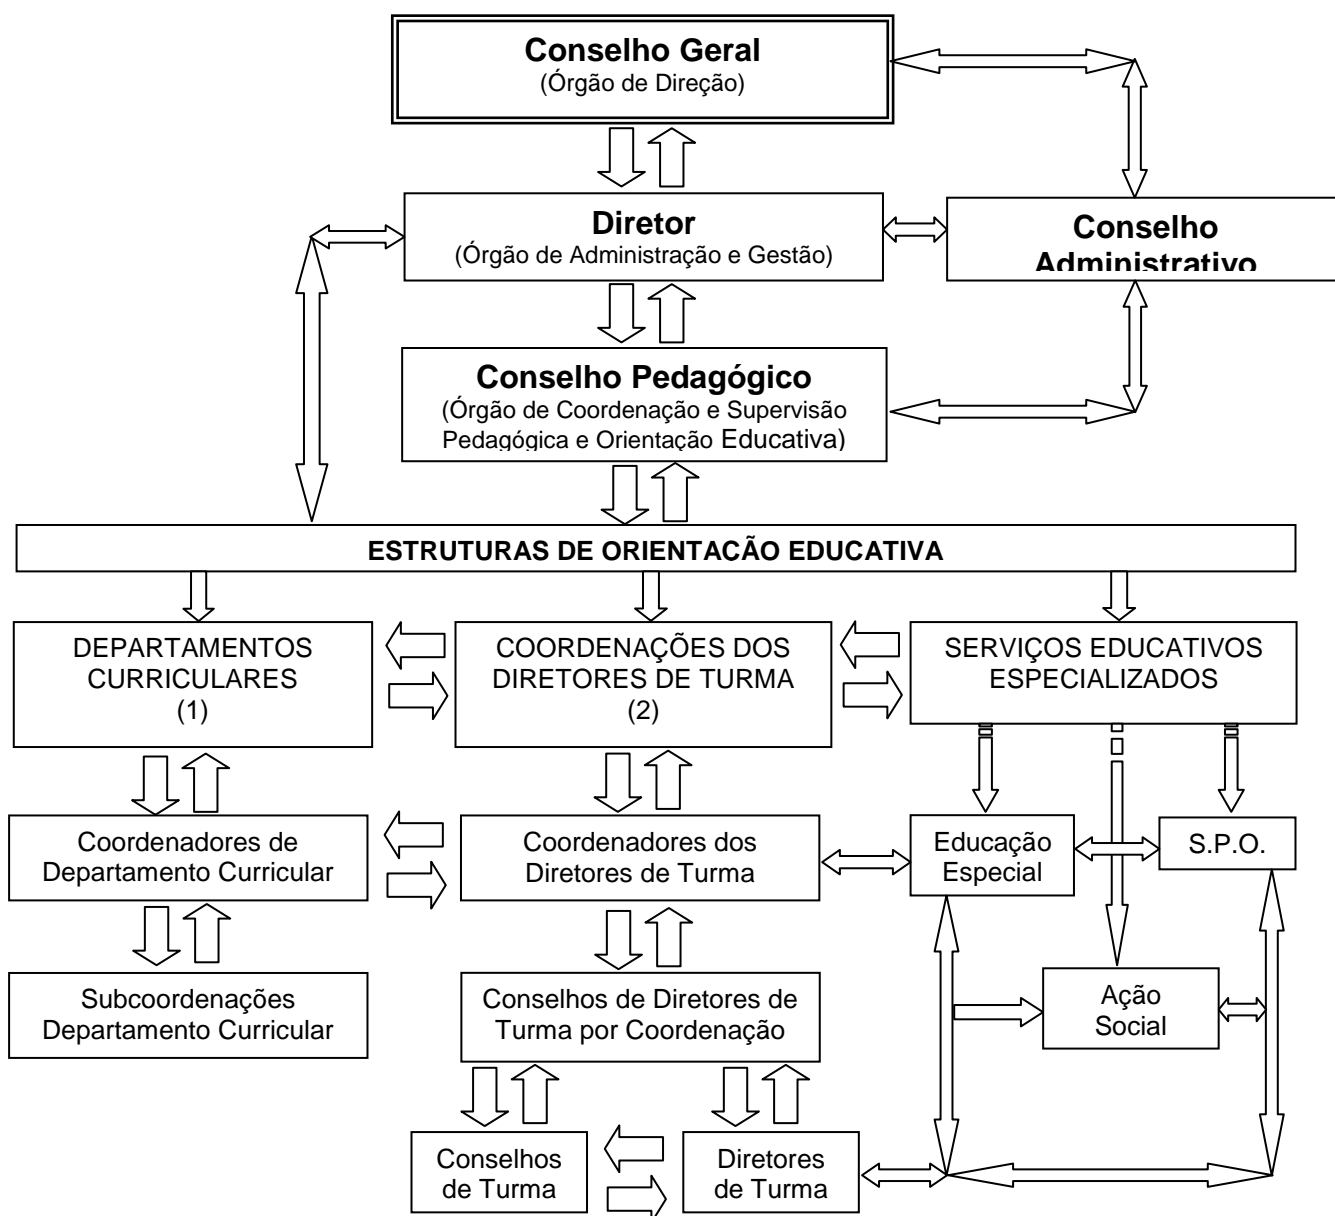 Conselho Geral
(Órgão de Direção)
Diretor
(Órgão de Administração e Gestão)
Conselho
Administrativo
Conselho Pedagógico
(Órgão de Coordenação e Supervisão
Pedagógica e Orientação Educativa)
ESTRUTURAS DE ORIENTAÇÃO EDUCATIVA
DEPARTAMENTOS
CURRICULARES
(1)
COORDENAÇÕES DOS
DIRETORES DE TURMA
(2)
SERVIÇOS EDUCATIVOS
ESPECIALIZADOS
Coordenadores de
Departamento Curricular
Coordenadores dos
Diretores de Turma
Educação
Especial
S.P.O.
Subcoordenações
Departamento Curricular
Conselhos de Diretores de
Turma por Coordenação
Ação
Social
Conselhos
de Turma
Diretores
de Turma